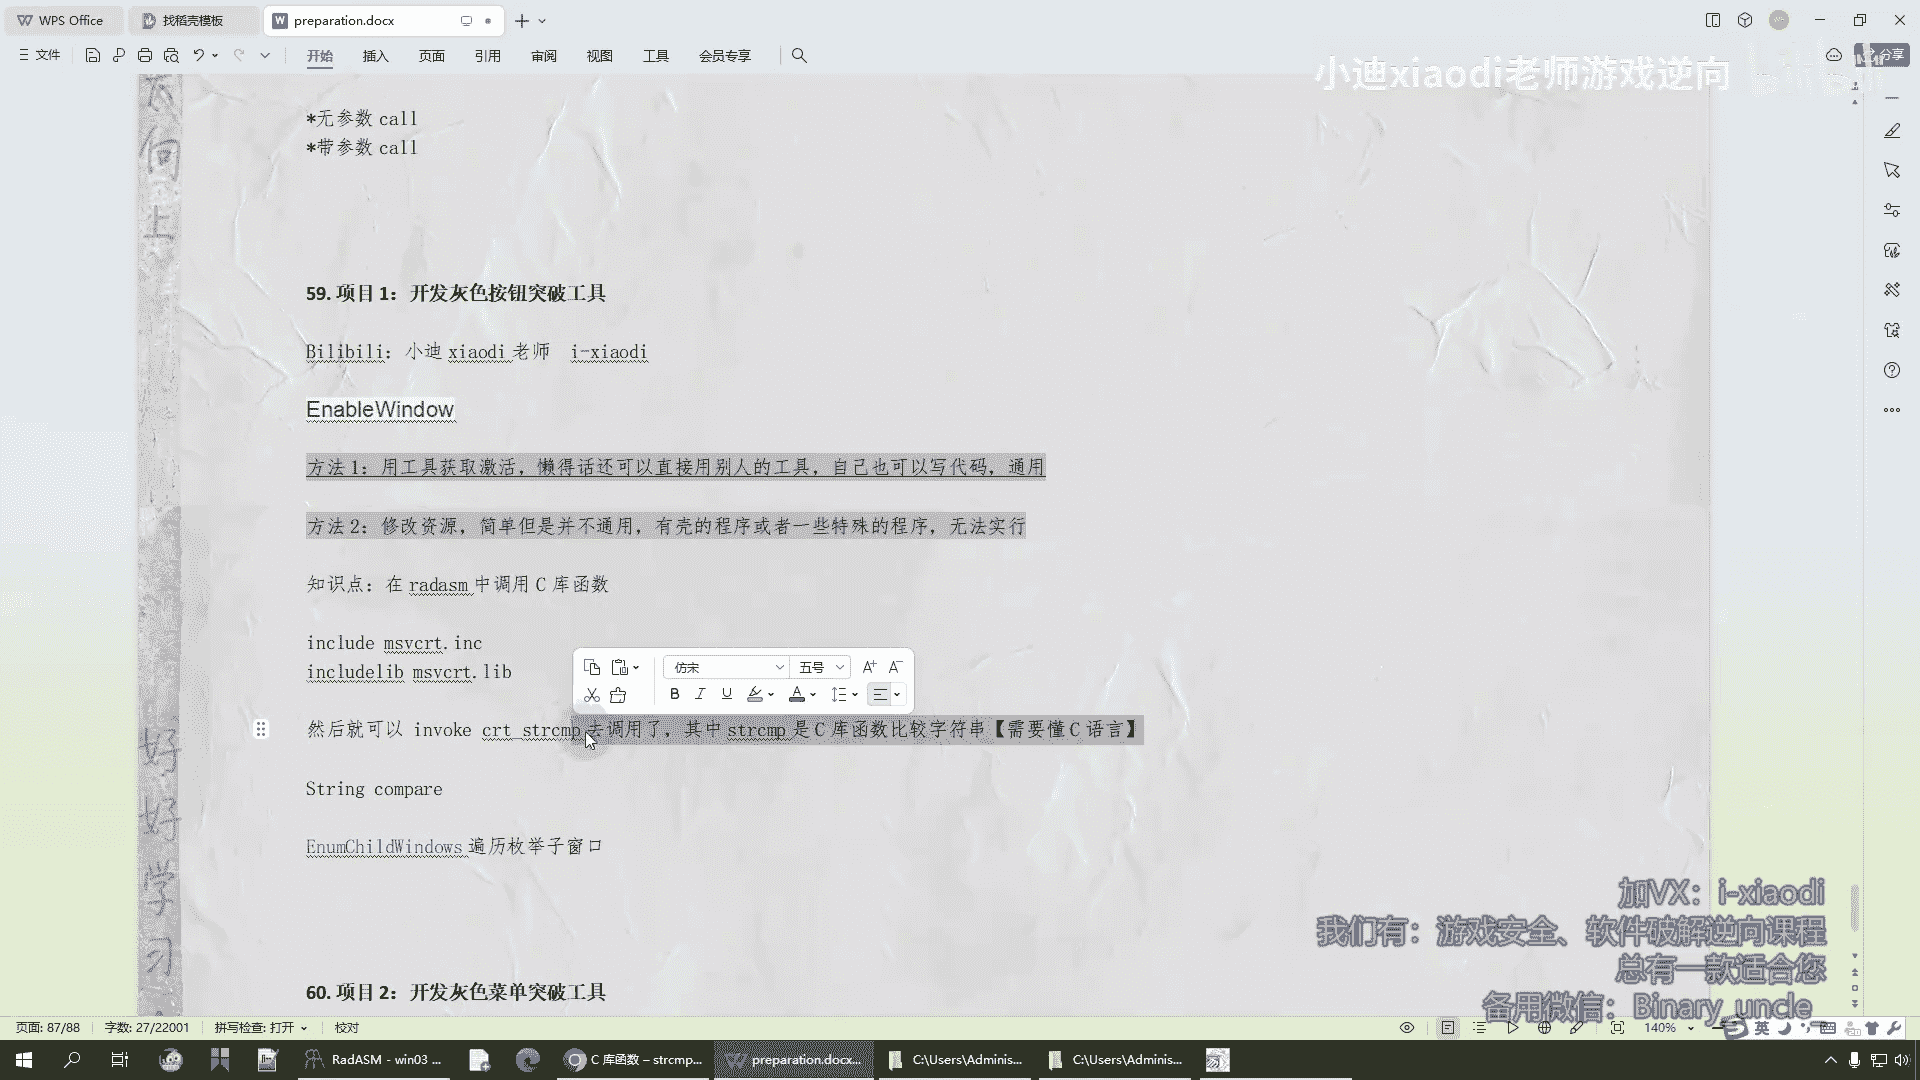 WPS Office
找稻壳模板
preparation.docx
文件
开始
插入
页面
引用
审阅
视图
工具
会员专享
分享
小迪xiaodi老师游戏逆向
*无参数 call
*带参数 call
59. 项目 1：开发灰色按钮突破工具
Bilibili：小迪 xiaodi 老师 i-xiaodi
EnableWindow
方法 1：用工具获取激活，懒得话还可以直接用别人的工具，自己也可以写代码，通用
方法 2：修改资源，简单但是并不通用，有壳的程序或者一些特殊的程序，无法实行
知识点：在 radasm 中调用 C 库函数
include msvcrt.inc
includelib msvcrt.lib
仿宋
五号
A+ A-
B I U A
然后就可以 invoke crt_strcmp 去调用了，其中 strcmp 是 C 库函数比较字符串【需要懂 C 语言】
String compare
EnumChildWindows 遍历枚举子窗口
60. 项目 2：开发灰色菜单突破工具
向
上
好
好
学
习
加VX：i-xiaodi
我们有：游戏安全、软件破解逆向课程
总有一款适合您
备用微信：Binary_uncle
页面: 87/88
字数: 27/22001
拼写检查: 打开
校对
140%
英
RadASM - win03 ...
C 库函数 – strcmp...
preparation.docx...
C:\Users\Adminis...
C:\Users\Adminis...